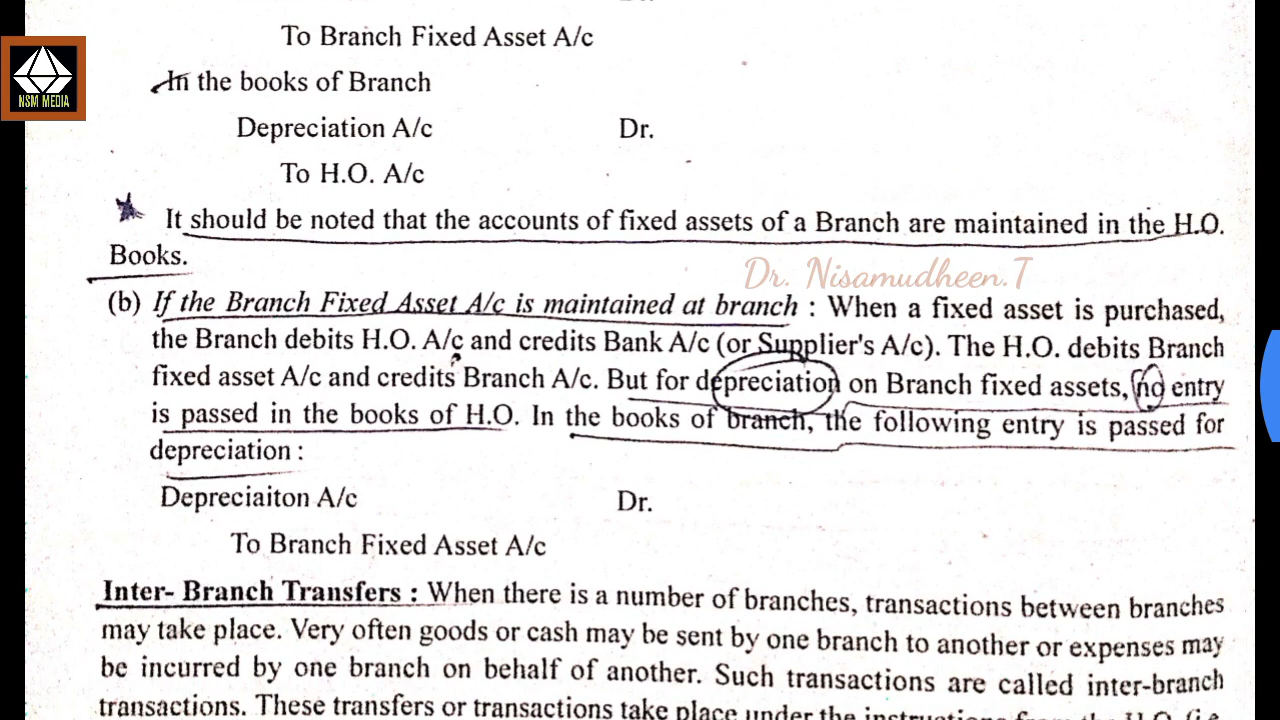 To Branch Fixed Asset A/c
NSM MEDIA
In the books of Branch
Depreciation A/c Dr.
To H.O. A/c
It should be noted that the accounts of fixed assets of a Branch are maintained in the H.O.
Books.
Dr. Nisamudheen.T
(b) If the Branch Fixed Asset A/c is maintained at branch : When a fixed asset is purchased,
the Branch debits H.O. A/c and credits Bank A/c (or Supplier's A/c). The H.O. debits Branch
fixed asset A/c and credits Branch A/c. But for depreciation on Branch fixed assets, no entry
is passed in the books of H.O. In the books of branch, the following entry is passed for
depreciation :
Depreciaiton A/c Dr.
To Branch Fixed Asset A/c
Inter- Branch Transfers : When there is a number of branches, transactions between branches
may take place. Very often goods or cash may be sent by one branch to another or expenses may
be incurred by one branch on behalf of another. Such transactions are called inter-branch
transactions. These transfers or transactions take place under the instructions from the H.O. (i.e.